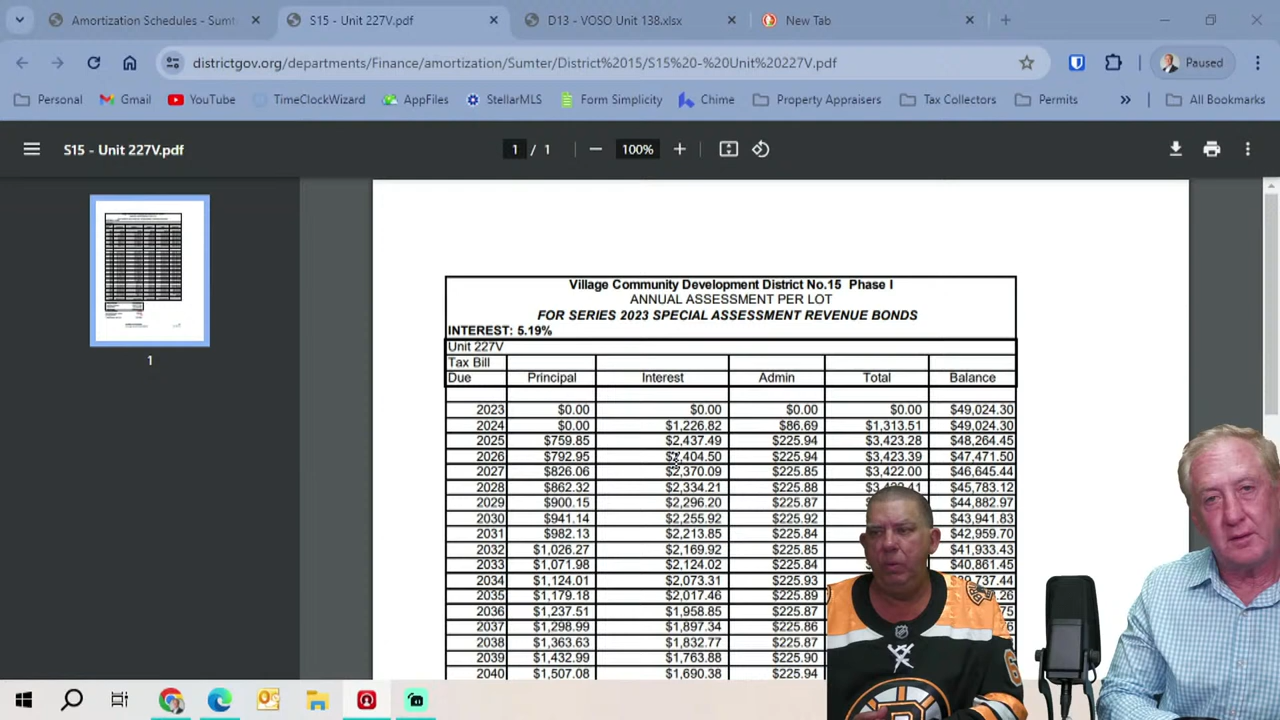 Amortization Schedules - Sumt
S15 - Unit 227V.pdf
D13 - VOSO Unit 138.xlsx
New Tab
districtgov.org/departments/Finance/amortization/Sumter/District%2015/S15%20-%20Unit%20227V.pdf
Paused
Personal
Gmail
YouTube
TimeClockWizard
AppFiles
StellarMLS
Form Simplicity
Chime
Property Appraisers
Tax Collectors
Permits
All Bookmarks
S15 - Unit 227V.pdf
1 / 1
100%
1
Village Community Development District No.15 Phase I
ANNUAL ASSESSMENT PER LOT
FOR SERIES 2023 SPECIAL ASSESSMENT REVENUE BONDS
INTEREST: 5.19%
Unit 227V
Tax Bill
Due Principal Interest Admin Total Balance
2023 $0.00 $0.00 $0.00 $0.00 $49,024.30
2024 $0.00 $1,226.82 $86.69 $1,313.51 $49,024.30
2025 $759.85 $2,437.49 $225.94 $3,423.28 $48,264.45
2026 $792.95 $2,404.50 $225.94 $3,423.39 $47,471.50
2027 $826.06 $2,370.09 $225.85 $3,422.00 $46,645.44
2028 $862.32 $2,334.21 $225.88 $45,783.12
2029 $900.15 $2,296.20 $225.87 $44,882.97
2030 $941.14 $2,255.92 $225.92 $43,941.83
2031 $982.13 $2,213.85 $225.84 $42,959.70
2032 $1,026.27 $2,169.92 $225.85 $41,933.43
2033 $1,071.98 $2,124.02 $225.84 $40,861.45
2034 $1,124.01 $2,073.31 $225.93
2035 $1,179.18 $2,017.46 $225.89
2036 $1,237.51 $1,958.85 $225.87
2037 $1,298.99 $1,897.34 $225.86
2038 $1,363.63 $1,832.77 $225.87
2039 $1,432.99 $1,763.88 $225.90
2040 $1,507.08 $1,690.38 $225.94